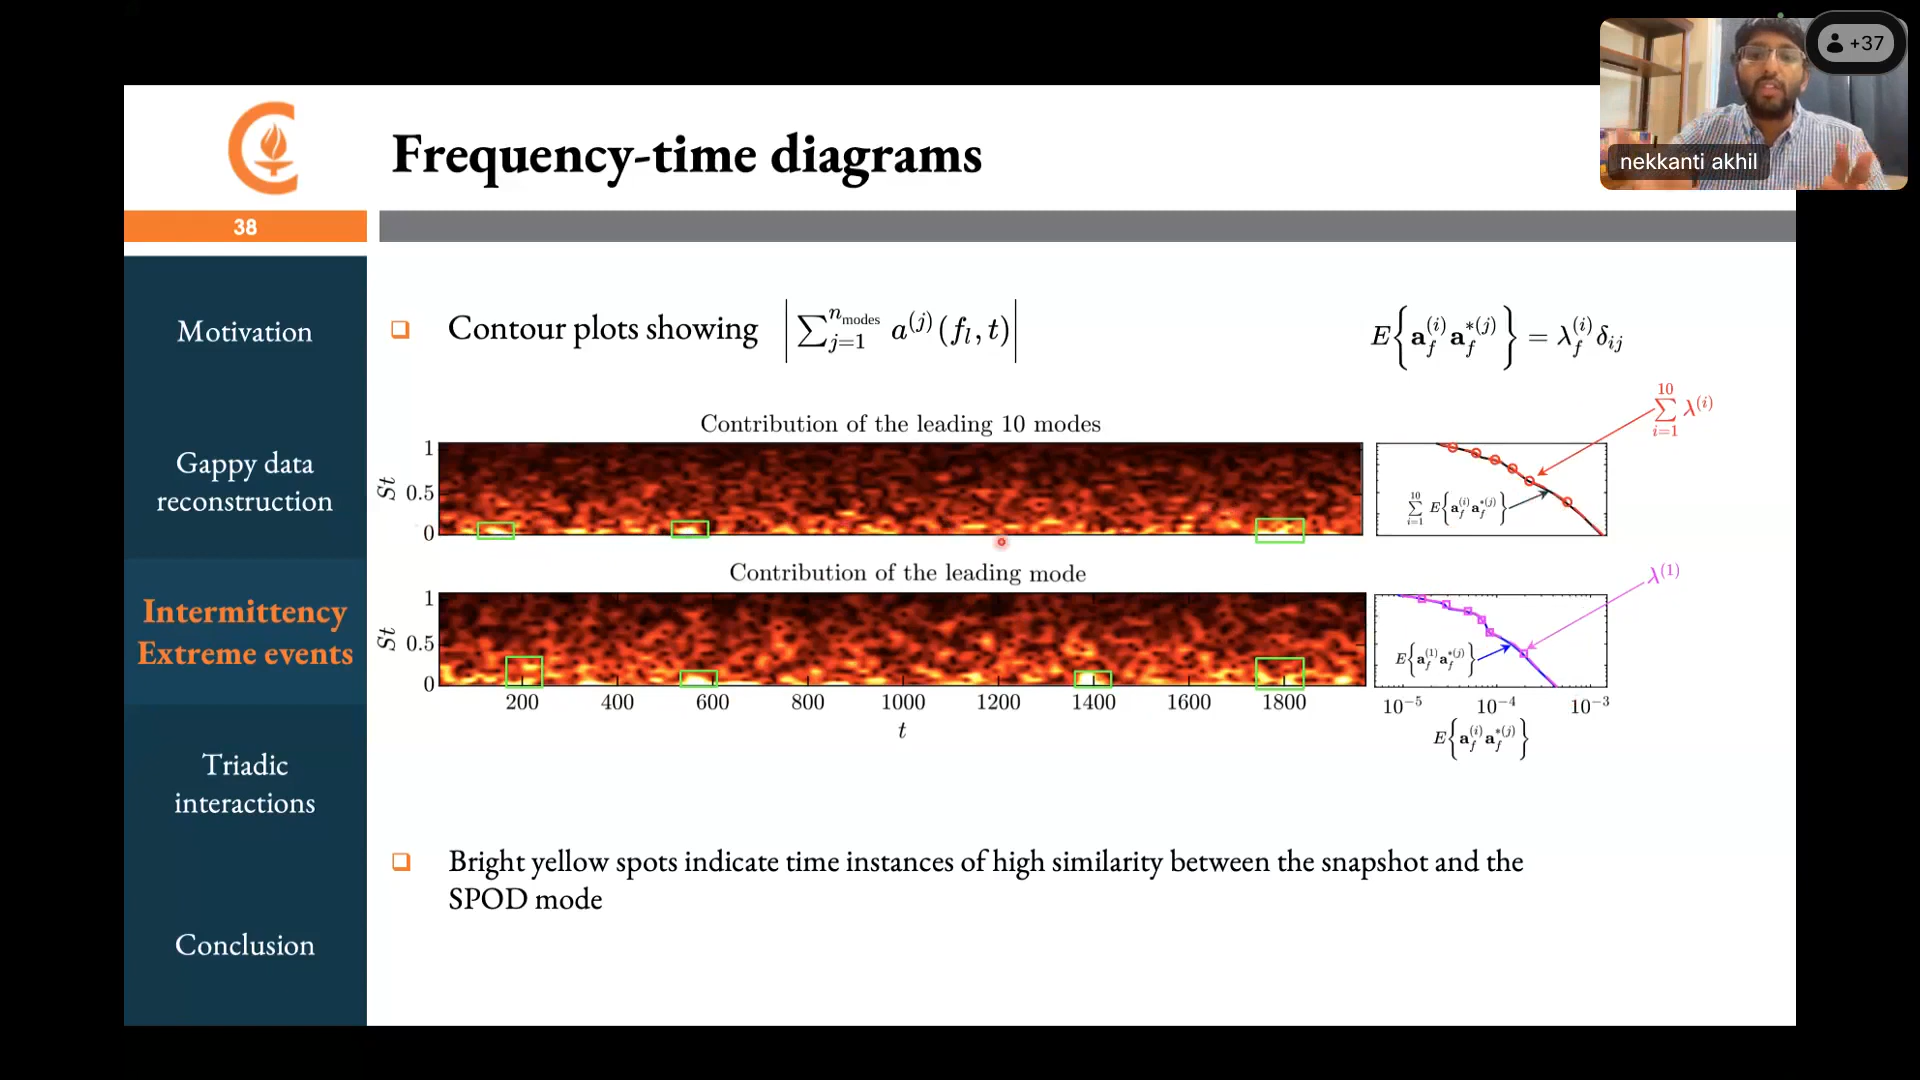 +37
nekkanti akhil
Frequency-time diagrams
38
Motivation
Gappy data
reconstruction
Intermittency
Extreme events
Triadic
interactions
Conclusion
❑ Contour plots showing |∑_{j=1}^{n_modes} a^{(j)}(f_l, t)|
E{a_f^{(i)} a_f^{*(j)}} = λ_f^{(i)} δ_{ij}
Contribution of the leading 10 modes
St
1
0.5
0
∑_{i=1}^{10} λ^{(i)}
∑_{i=1}^{10} E{a_f^{(i)} a_f^{*(j)}}
Contribution of the leading mode
St
1
0.5
0
200 400 600 800 1000 1200 1400 1600 1800
t
λ^{(1)}
E{a_f^{(1)} a_f^{*(j)}}
10^{-5} 10^{-4} 10^{-3}
E{a_f^{(i)} a_f^{*(j)}}
❑ Bright yellow spots indicate time instances of high similarity between the snapshot and the
SPOD mode